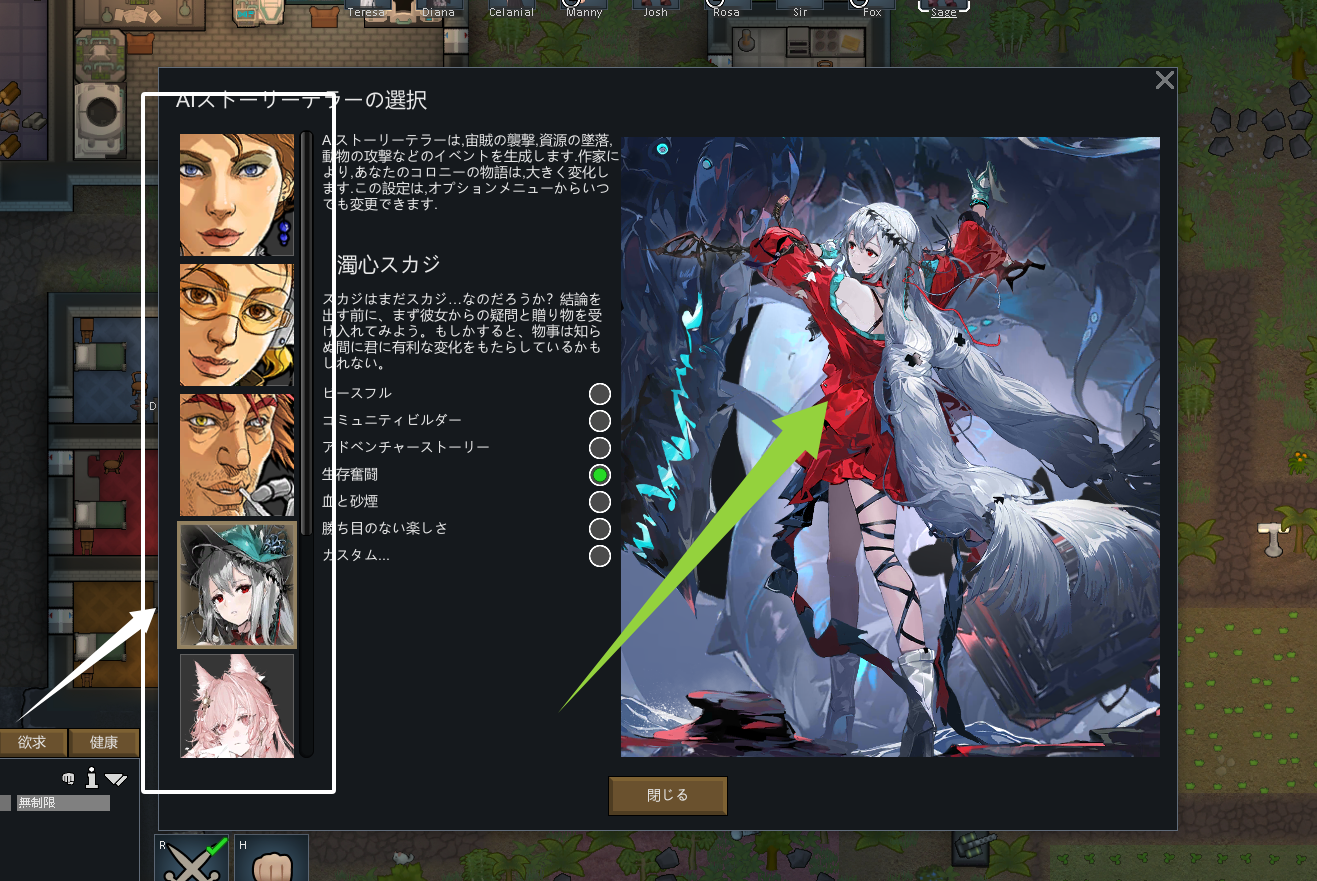 Teresa
Diana
Celanial
Manny
Josh
Rosa
Sir
Fox
Sage
AIストーリーテラーの選択
AIストーリーテラーは,宙賊の襲撃,資源の墜落,
動物の攻撃などのイベントを生成します.作家に
より,あなたのコロニーの物語は,大きく変化し
ます.この設定は,オプションメニューからいつ
でも変更できます.
濁心スカジ
スカジはまだスカジ…なのだろうか? 結論を
出す前に、まず彼女からの疑問と贈り物を受
け入れてみよう。もしかすると、物事は知ら
ぬ間に君に有利な変化をもたらしているかも
しれない。
ピースフル
コミュニティビルダー
アドベンチャーストーリー
生存奮闘
血と砂煙
勝ち目のない楽しさ
カスタム...
D
閉じる
欲求
健康
無制限
R
H